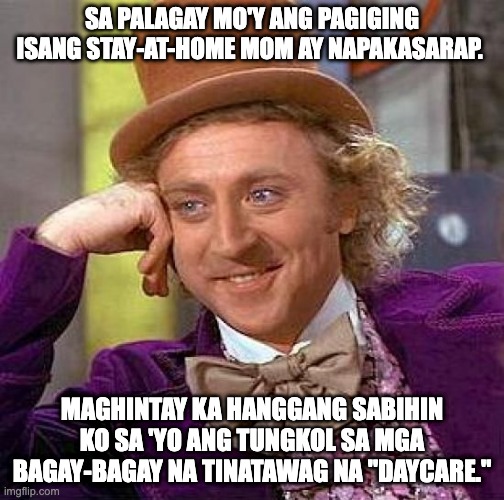 SA PALAGAY MO'Y ANG PAGIGING
ISANG STAY-AT-HOME MOM AY NAPAKASARAP.
MAGHINTAY KA HANGGANG SABIHIN
KO SA 'YO ANG TUNGKOL SA MGA
BAGAY-BAGAY NA TINATAWAG NA "DAYCARE."
imgflip.com